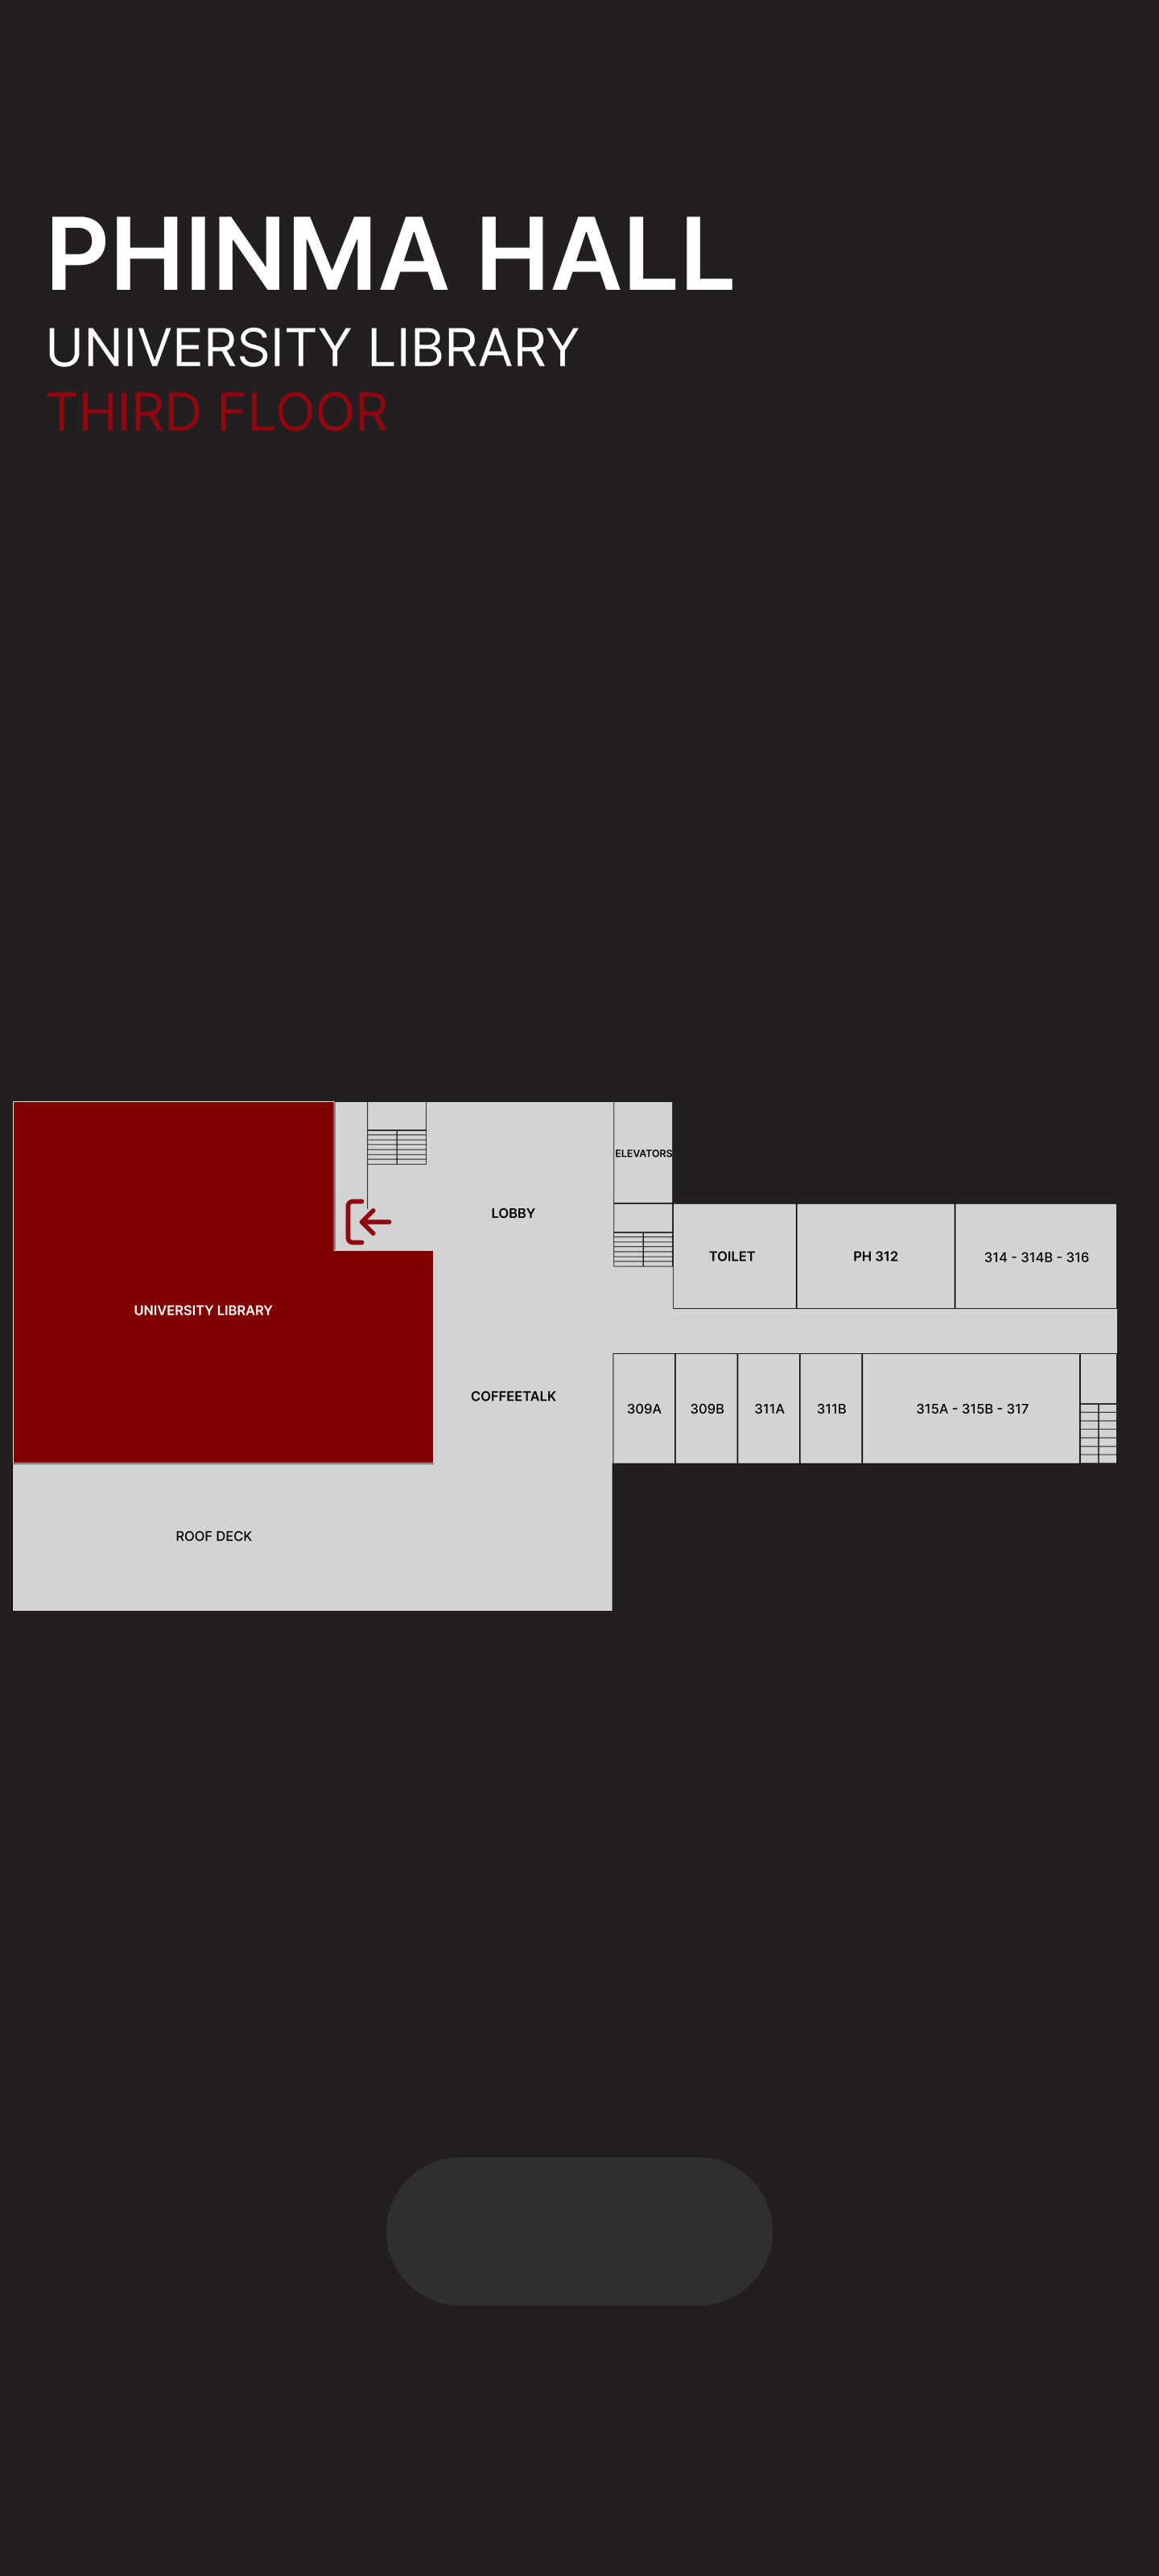 PHINMA HALL
UNIVERSITY LIBRARY
THIRD FLOOR
ELEVATORS
LOBBY
TOILET
PH 312
314 - 314B - 316
UNIVERSITY LIBRARY
COFFEETALK
309A
309B
311A
311B
315A - 315B - 317
ROOF DECK